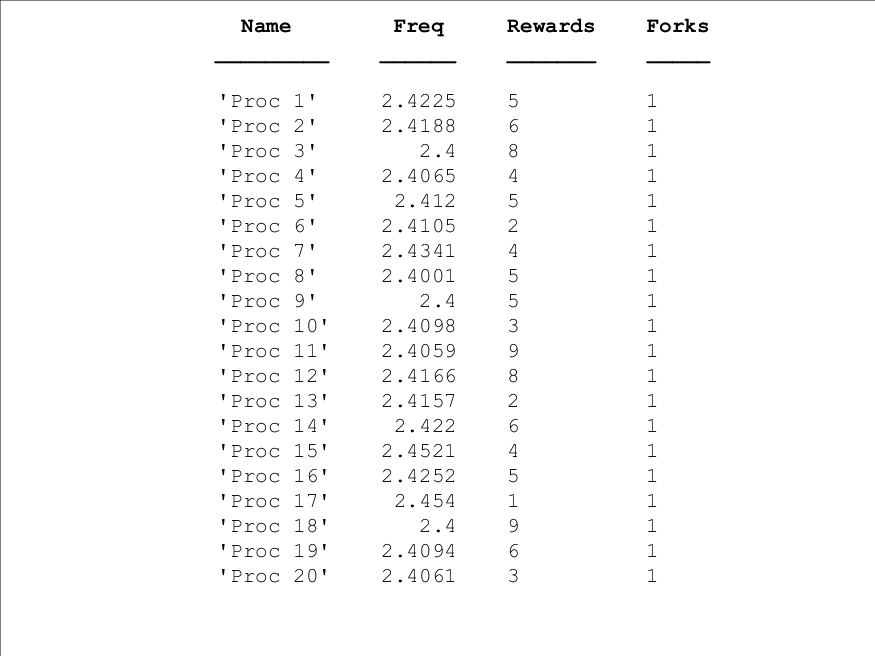 Name Freq Rewards Forks
'Proc 1' 2.4225 5 1
'Proc 2' 2.4188 6 1
'Proc 3' 2.4 8 1
'Proc 4' 2.4065 4 1
'Proc 5' 2.412 5 1
'Proc 6' 2.4105 2 1
'Proc 7' 2.4341 4 1
'Proc 8' 2.4001 5 1
'Proc 9' 2.4 5 1
'Proc 10' 2.4098 3 1
'Proc 11' 2.4059 9 1
'Proc 12' 2.4166 8 1
'Proc 13' 2.4157 2 1
'Proc 14' 2.422 6 1
'Proc 15' 2.4521 4 1
'Proc 16' 2.4252 5 1
'Proc 17' 2.454 1 1
'Proc 18' 2.4 9 1
'Proc 19' 2.4094 6 1
'Proc 20' 2.4061 3 1